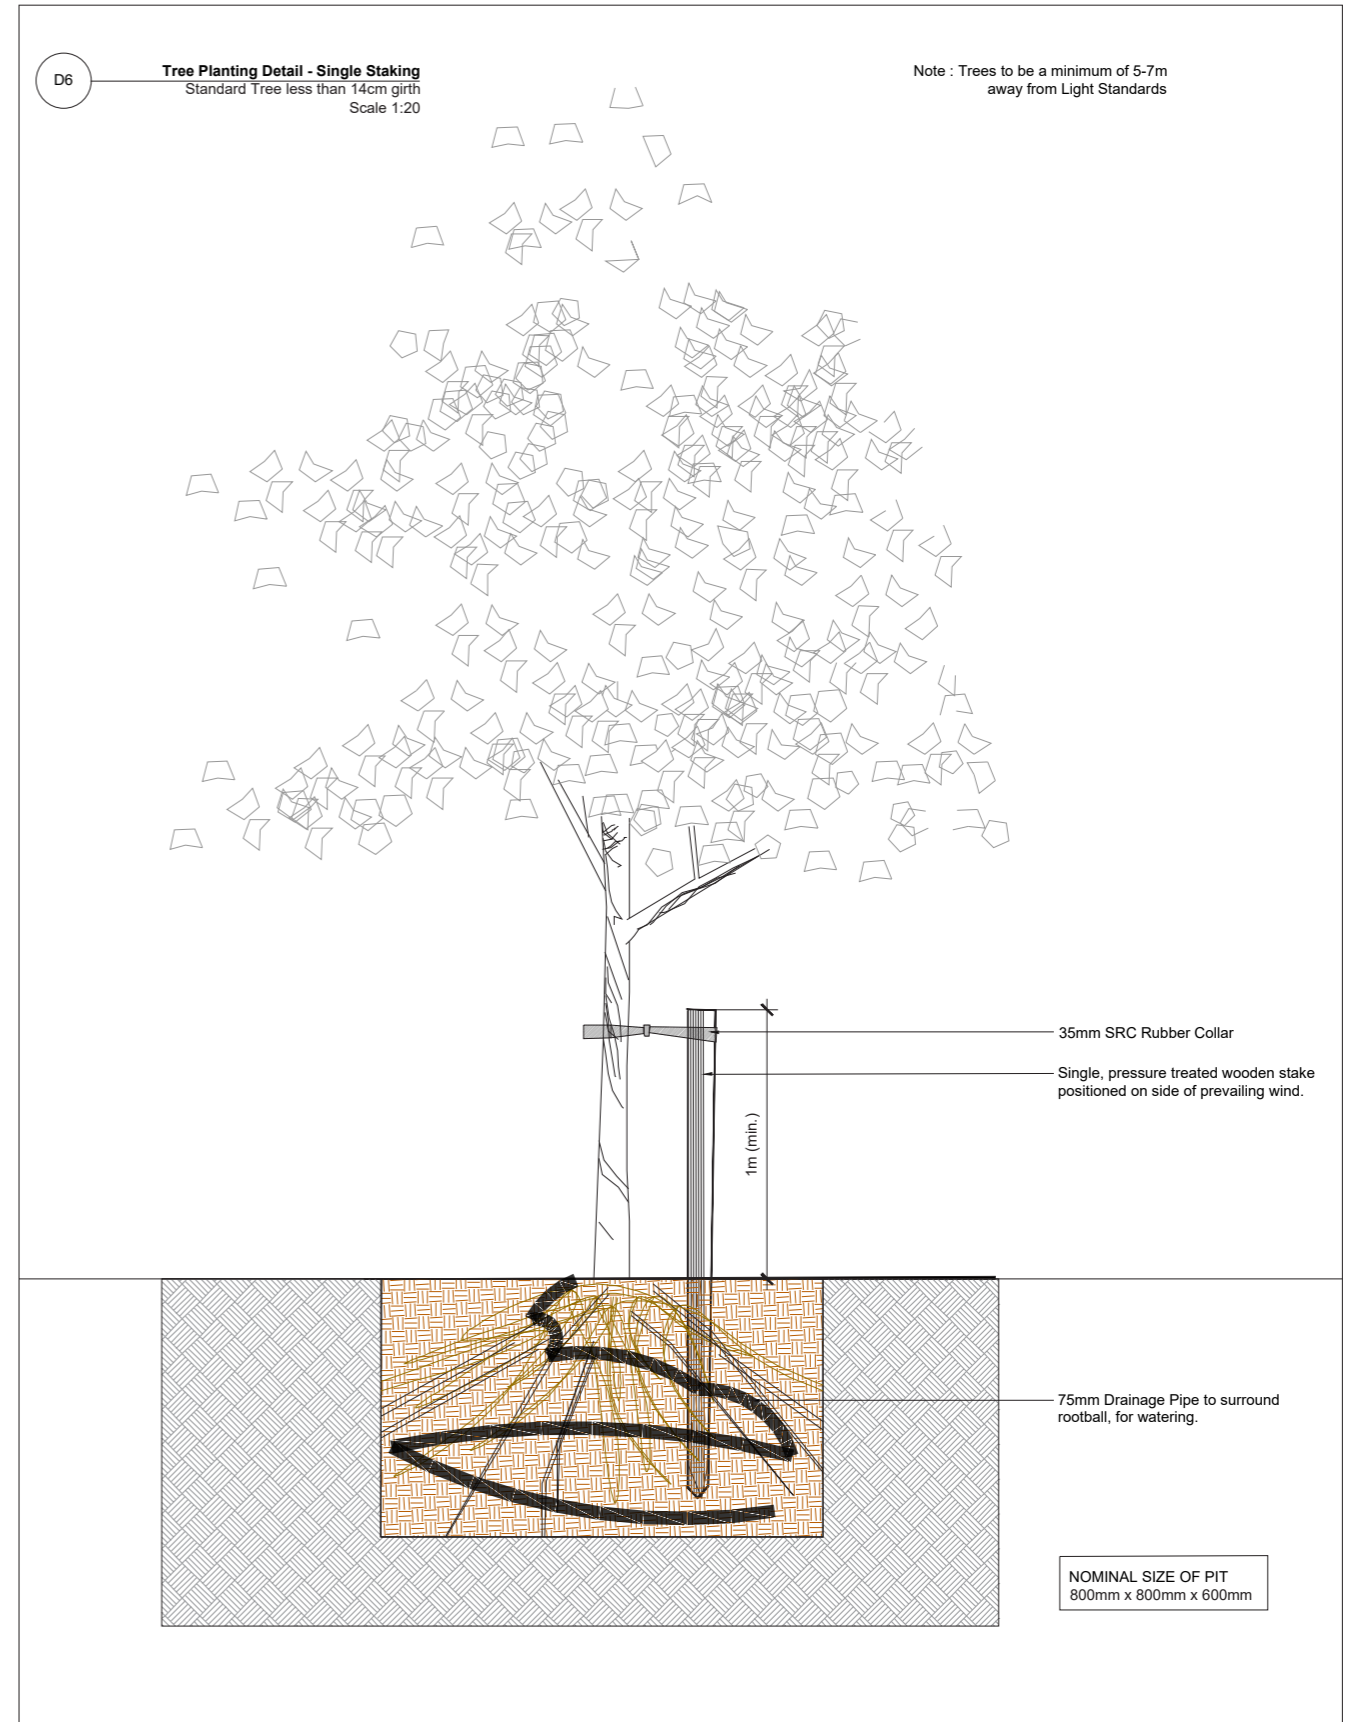 D6
Tree Planting Detail - Single Staking
Standard Tree less than 14cm girth
Scale 1:20
Note : Trees to be a minimum of 5-7m
away from Light Standards
35mm SRC Rubber Collar
Single, pressure treated wooden stake
positioned on side of prevailing wind.
1m (min.)
75mm Drainage Pipe to surround
rootball, for watering.
NOMINAL SIZE OF PIT
800mm x 800mm x 600mm